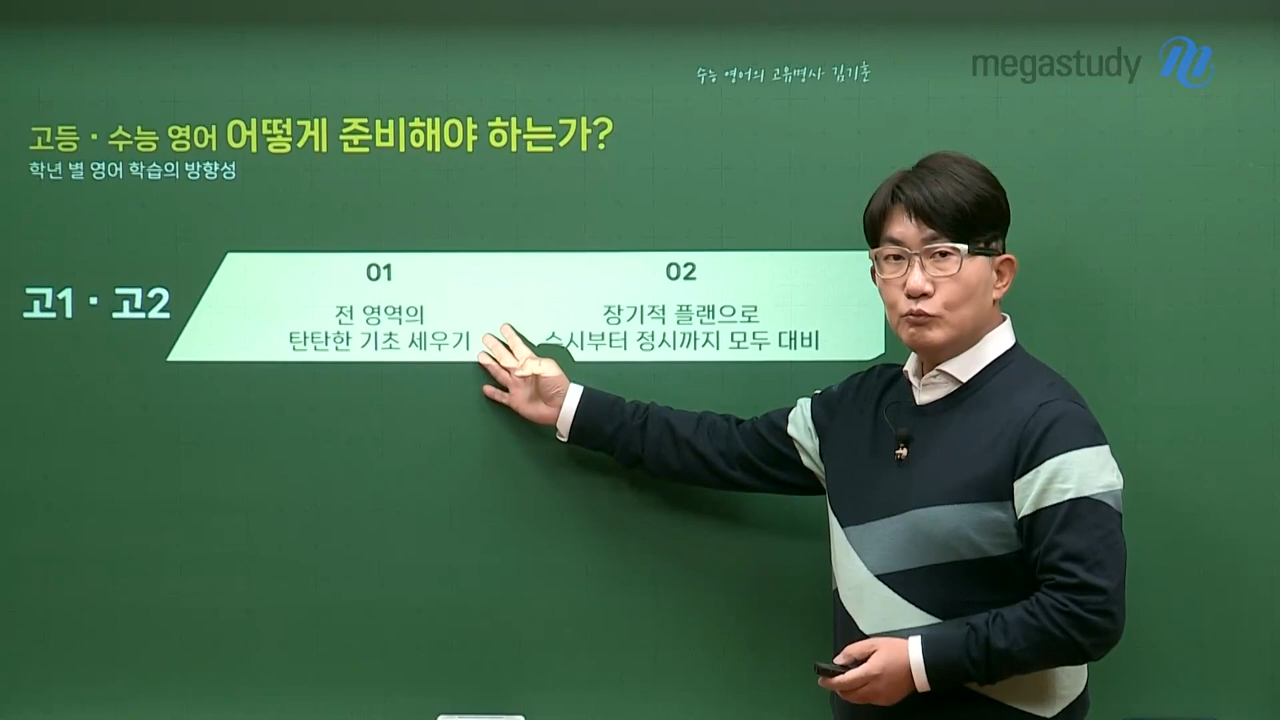 megastudy
수능 영어의 고유명사 김기훈
고등 · 수능 영어 어떻게 준비해야 하는가?
학년 별 영어 학습의 방향성
고1 · 고2
01
전 영역의
탄탄한 기초 세우기
02
장기적 플랜으로
수시부터 정시까지 모두 대비